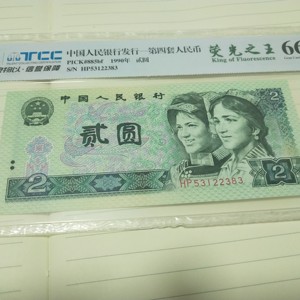 TCC
中国人民银行发行—第四套人民币
荧光之王
66
PICK#885bf 1990年 贰圆
King of Fluorescence
S/N HP53122383
中国人民银行
贰圆
2
2
HP53122383